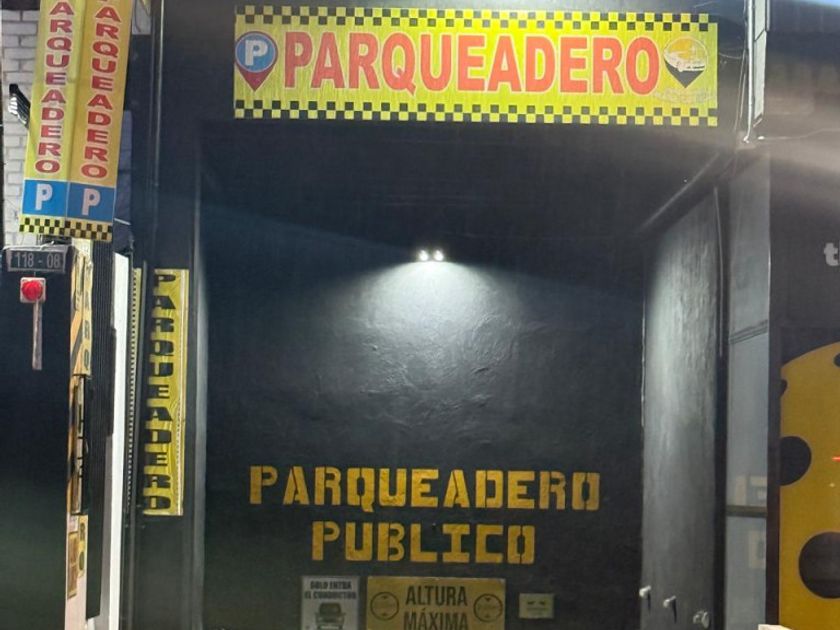 PARQUEADERO
P
PARQUEADERO
P
P
PARQUEADERO
118 - 08
PARQUEADERO
PARQUEADERO
PUBLICO
SOLO ENTRA
EL CONDUCTOR
ALTURA
MÁXIMA
t